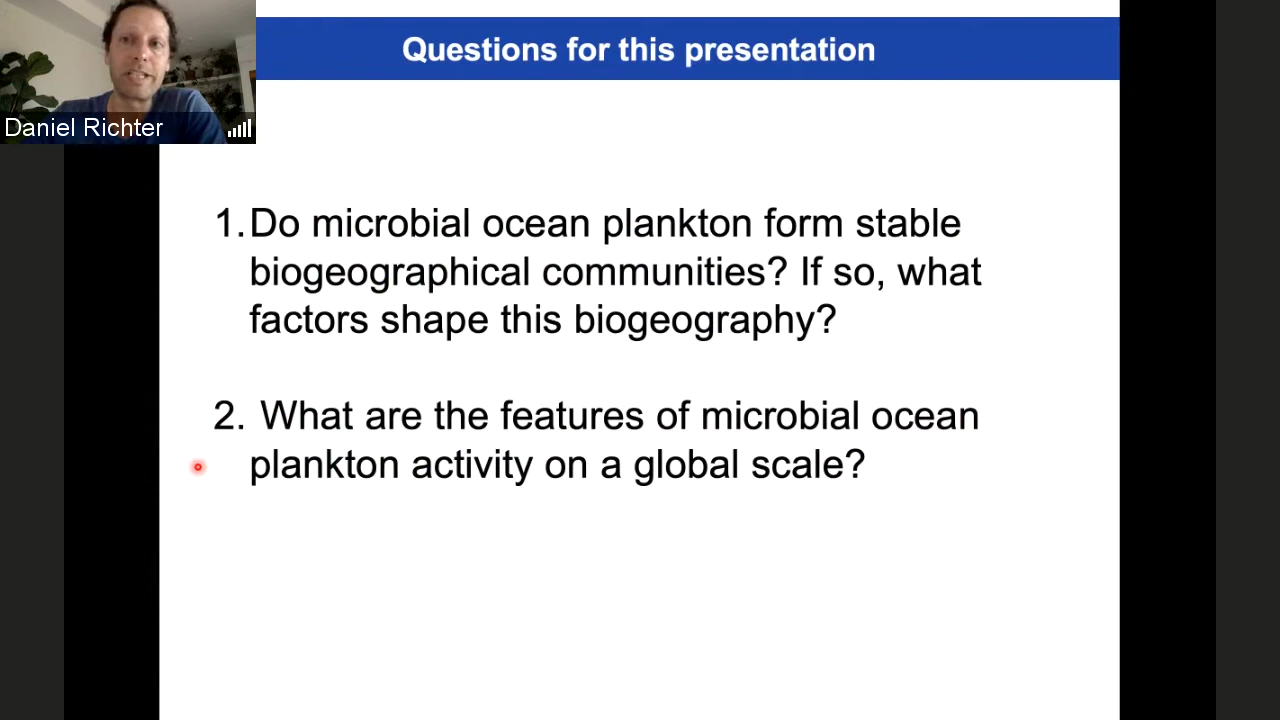 Questions for this presentation
Daniel Richter
1. Do microbial ocean plankton form stable
biogeographical communities? If so, what
factors shape this biogeography?
2. What are the features of microbial ocean
plankton activity on a global scale?